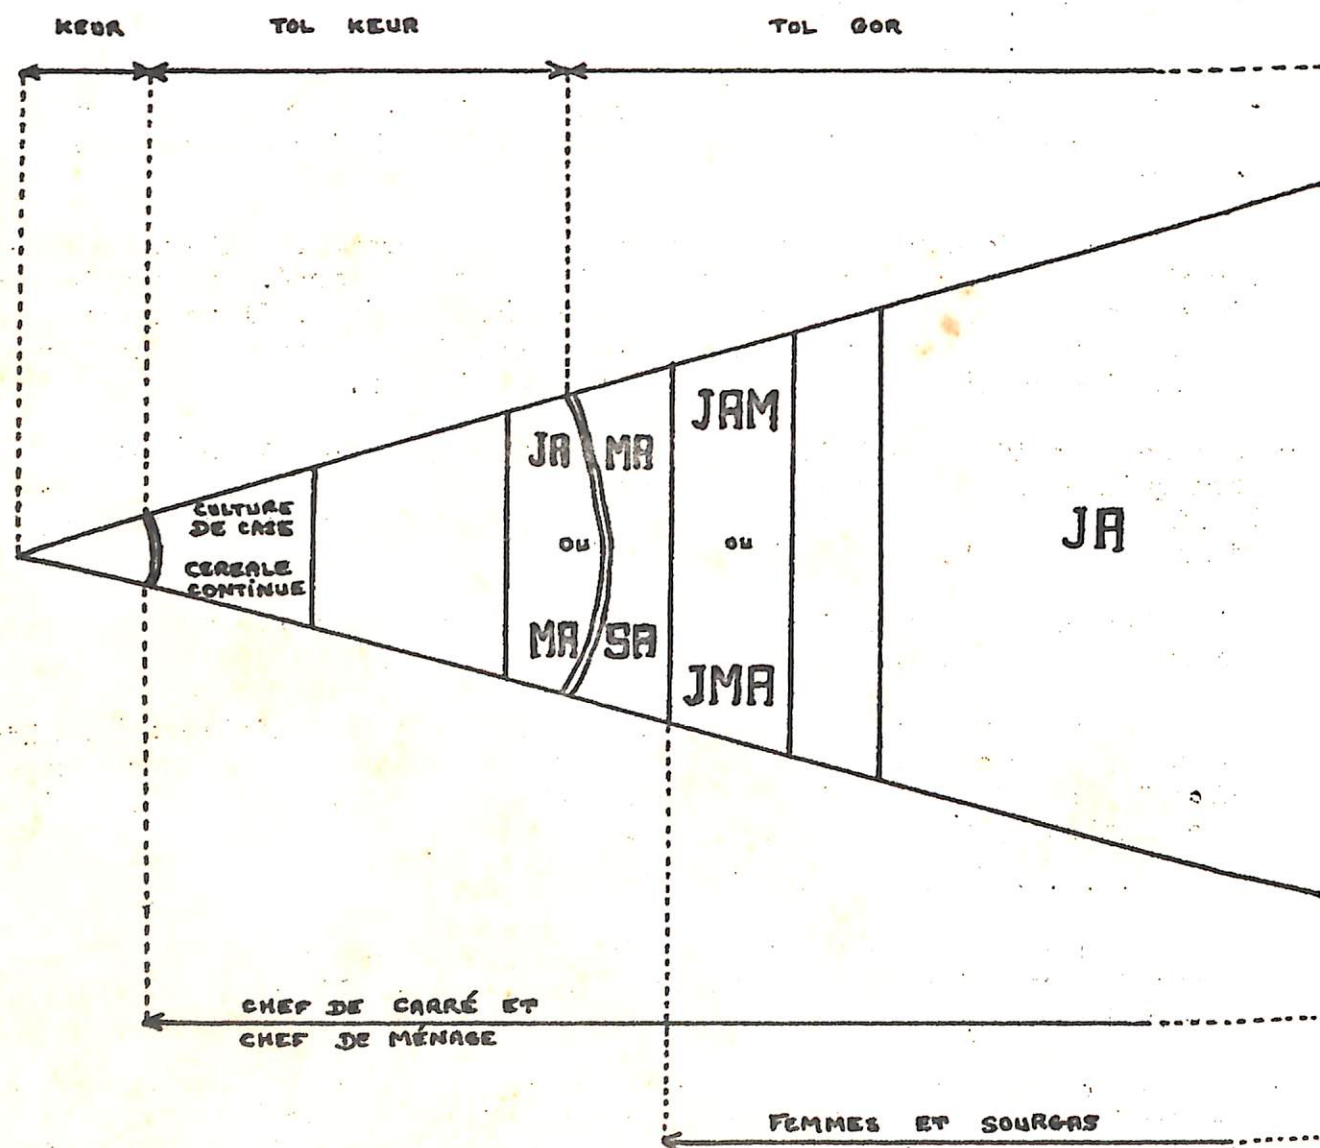 KEUR TOL KEUR TOL GOR
JAM
JA MA
CULTURE
DE CASE
JA
OU OU
CEREALE
CONTINUE
MA SA
JMA
CHEF DE CARRÉ ET
CHEF DE MÉNAGE
FEMMES ET SOURGAS